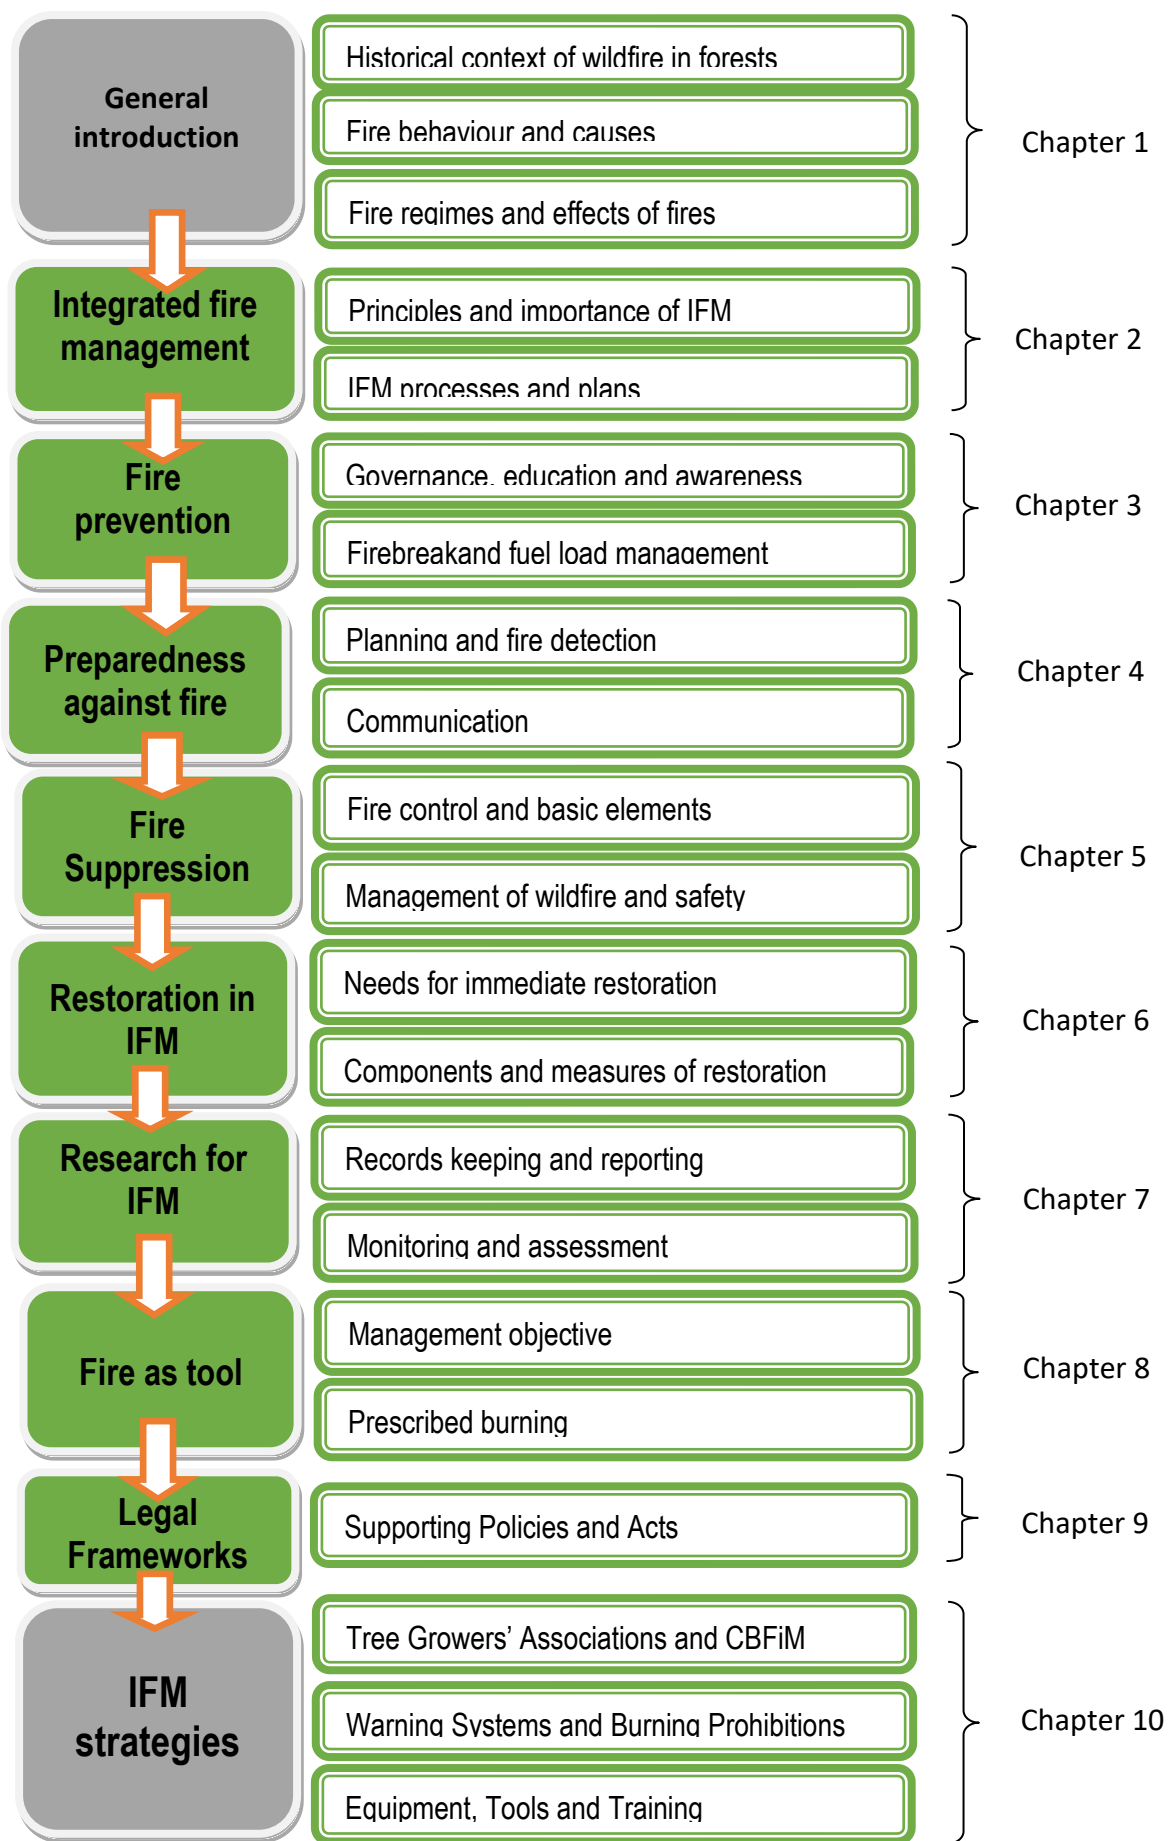 General
introduction
Historical context of wildfire in forests
Fire behaviour and causes
Fire regimes and effects of fires
Chapter 1
Integrated fire
management
Principles and importance of IFM
IFM processes and plans
Chapter 2
Fire
prevention
Governance, education and awareness
Firebreakand fuel load management
Chapter 3
Preparedness
against fire
Planning and fire detection
Communication
Chapter 4
Fire
Suppression
Fire control and basic elements
Management of wildfire and safety
Chapter 5
Restoration in
IFM
Needs for immediate restoration
Components and measures of restoration
Chapter 6
Research for
IFM
Records keeping and reporting
Monitoring and assessment
Chapter 7
Fire as tool
Management objective
Prescribed burning
Chapter 8
Legal
Frameworks
Supporting Policies and Acts
Chapter 9
IFM
strategies
Tree Growers’ Associations and CBFiM
Warning Systems and Burning Prohibitions
Equipment, Tools and Training
Chapter 10